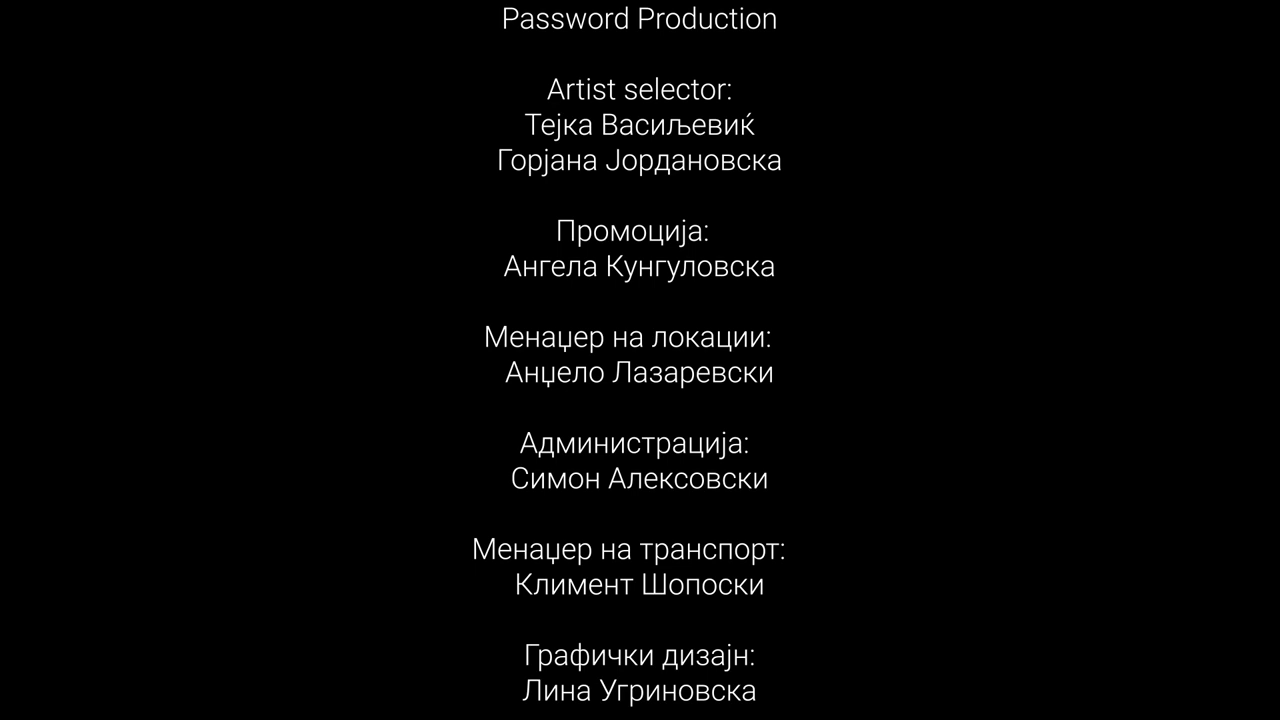 Password Production
Artist selector:
Тејка Васиљевиќ
Горјана Јордановска
Промоција:
Ангела Кунгуловска
Менаџер на локации:
Анџело Лазаревски
Администрација:
Симон Алексовски
Менаџер на транспорт:
Климент Шопоски
Графички дизајн:
Лина Угриновска